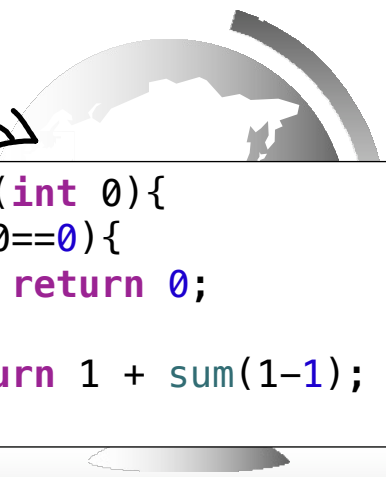 (int 0){
0==0){
return 0;
urn 1 + sum(1-1);